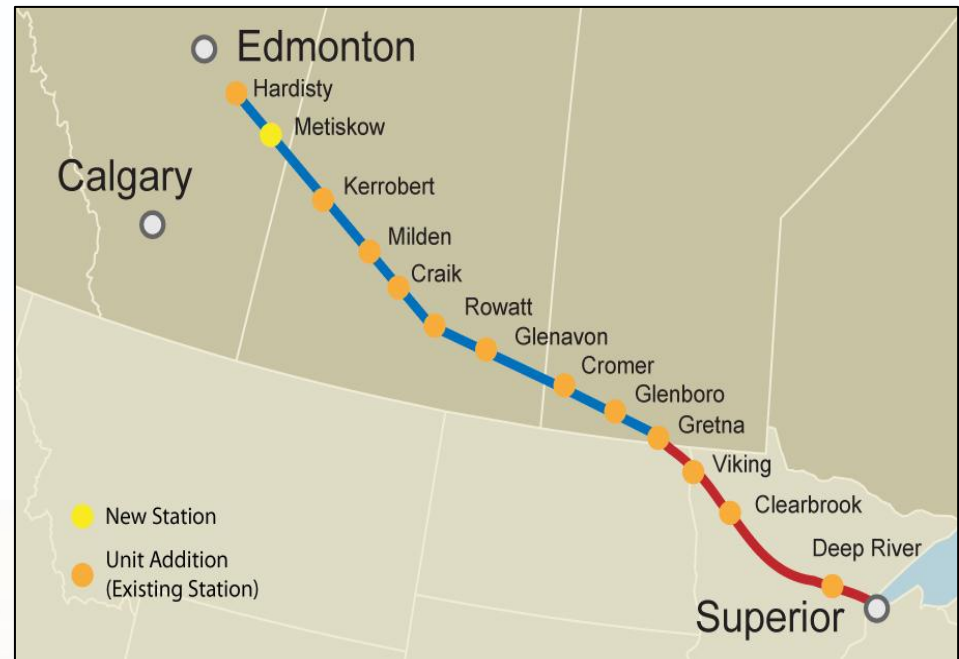 Edmonton
Hardisty
Metiskow
Calgary
Kerrobert
Milden
Craik
Rowatt
Glenavon
Cromer
Glenboro
Gretna
Viking
Clearbrook
Deep River
Superior
New Station
Unit Addition
(Existing Station)